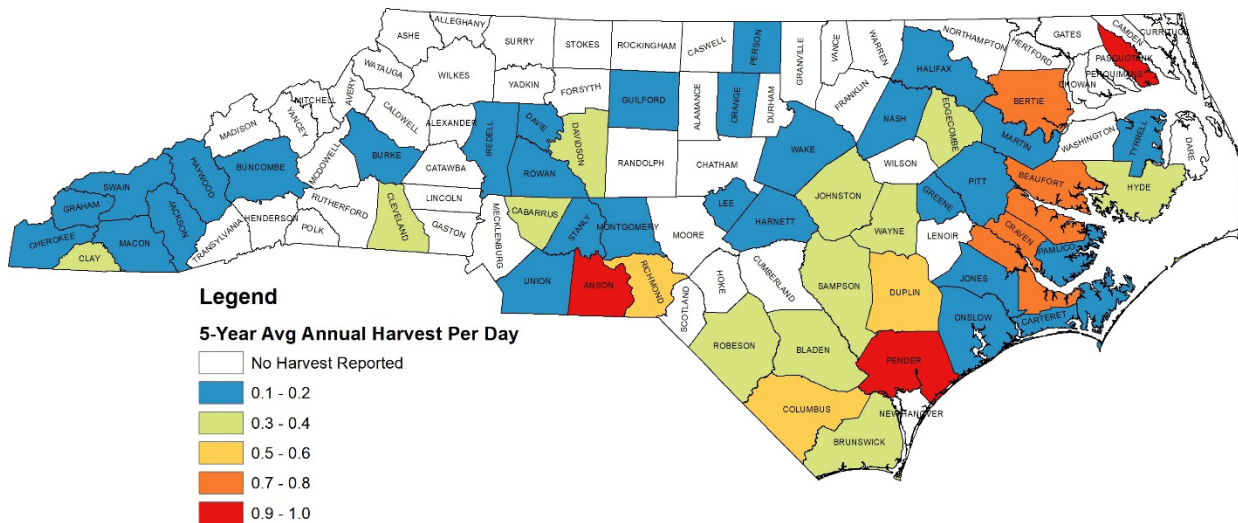 ALLEGHANY
ASHE
SURRY
STOKES
ROCKINGHAM
CASWELL
PERSON
GRANVILLE
VANCE
WARREN
NORTHAMPTON
HERTFORD
GATES
CAMDEN
CURRITUCK
PASQUOTANK
PERQUIMANS
CHOWAN
WATAUGA
WILKES
YADKIN
FORSYTH
GUILFORD
ALAMANCE
ORANGE
DURHAM
FRANKLIN
HALIFAX
BERTIE
MITCHELL
AVERY
YANCEY
MADISON
CALDWELL
ALEXANDER
IREDELL
DAVIE
DAVIDSON
RANDOLPH
CHATHAM
WAKE
NASH
EDGECOMBE
MARTIN
WASHINGTON
TYRRELL
DARE
HAYWOOD
BUNCOMBE
MCDOWELL
BURKE
CATAWBA
ROWAN
WILSON
PITT
BEAUFORT
HYDE
SWAIN
GRAHAM
JACKSON
HENDERSON
RUTHERFORD
LINCOLN
CABARRUS
STANLY
MONTGOMERY
MOORE
LEE
HARNETT
JOHNSTON
WAYNE
GREENE
LENOIR
CRAVEN
PAMLICO
CHEROKEE
CLAY
MACON
TRANSYLVANIA
POLK
CLEVELAND
GASTON
MECKLENBURG
UNION
ANSON
RICHMOND
SCOTLAND
HOKE
CUMBERLAND
SAMPSON
DUPLIN
JONES
ONSLOW
CARTERET
ROBESON
BLADEN
PENDER
COLUMBUS
NEW HANOVER
BRUNSWICK
Legend
5-Year Avg Annual Harvest Per Day
No Harvest Reported
0.1 - 0.2
0.3 - 0.4
0.5 - 0.6
0.7 - 0.8
0.9 - 1.0